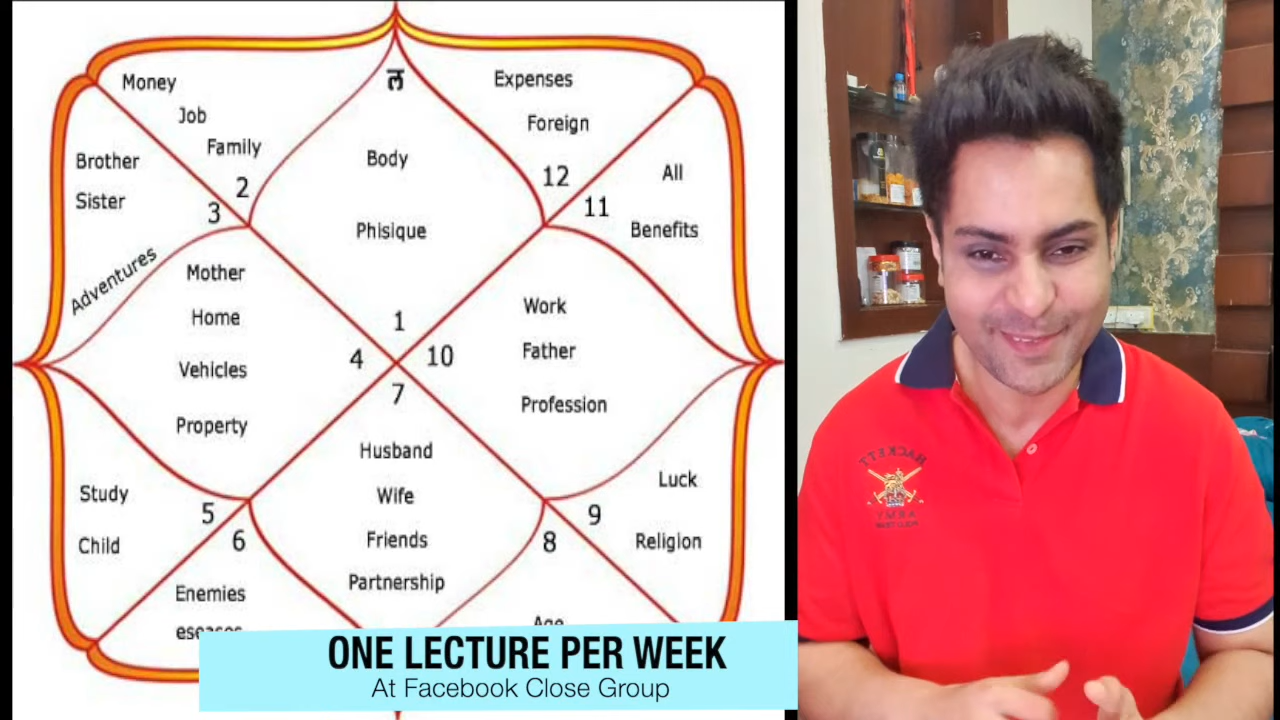 Money
Job
Family
2
Brother
Sister
3
Adventures
ल
Body
Phisique
1
Expenses
Foreign
12
All
11
Benefits
Mother
Home
4
Vehicles
Property
Work
10
Father
Profession
7
Husband
Wife
Friends
Partnership
Study
5
Child
6
Enemies
Luck
9
8
Religion
Age
ONE LECTURE PER WEEK
At Facebook Close Group
HACKETT